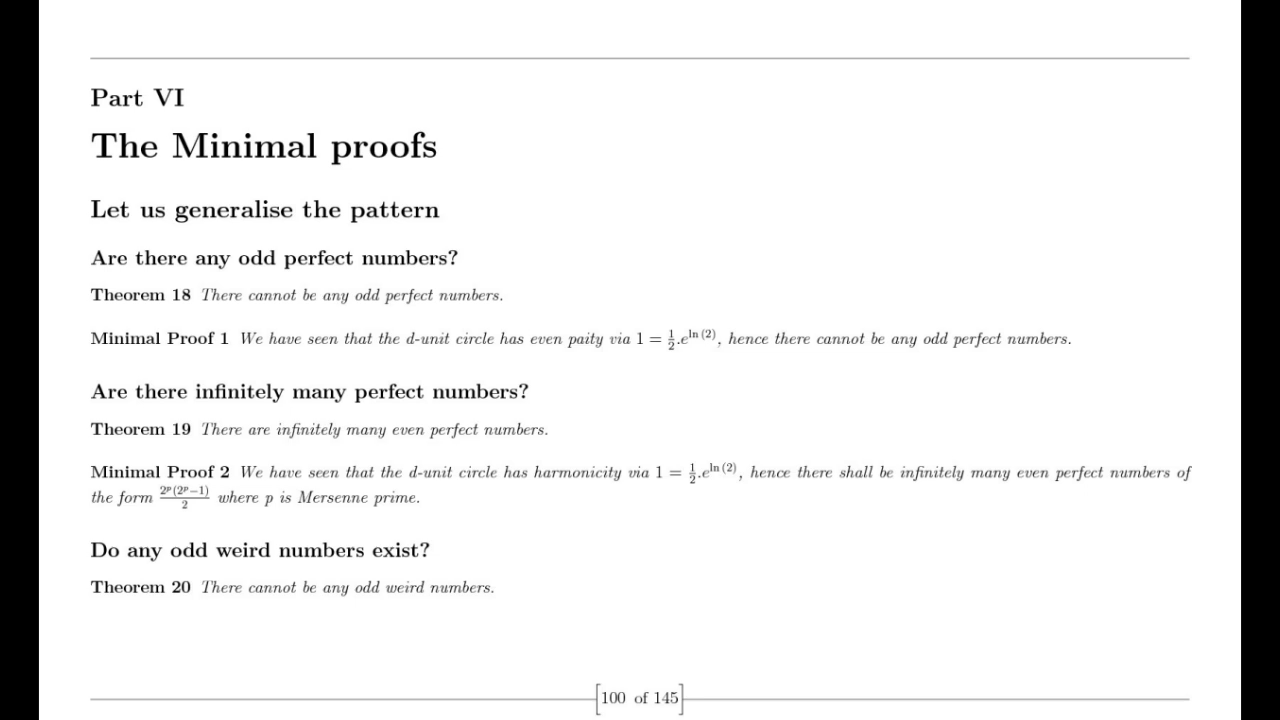 Part VI
The Minimal proofs
Let us generalise the pattern
Are there any odd perfect numbers?
Theorem 18 There cannot be any odd perfect numbers.
Minimal Proof 1 We have seen that the d-unit circle has even paity via 1 = \frac{1}{2}.e^{ln (2)}, hence there cannot be any odd perfect numbers.
Are there infinitely many perfect numbers?
Theorem 19 There are infinitely many even perfect numbers.
Minimal Proof 2 We have seen that the d-unit circle has harmonicity via 1 = \frac{1}{2}.e^{ln (2)}, hence there shall be infinitely many even perfect numbers of
the form \frac{2^p(2^p-1)}{2} where p is Mersenne prime.
Do any odd weird numbers exist?
Theorem 20 There cannot be any odd weird numbers.
[100 of 145]